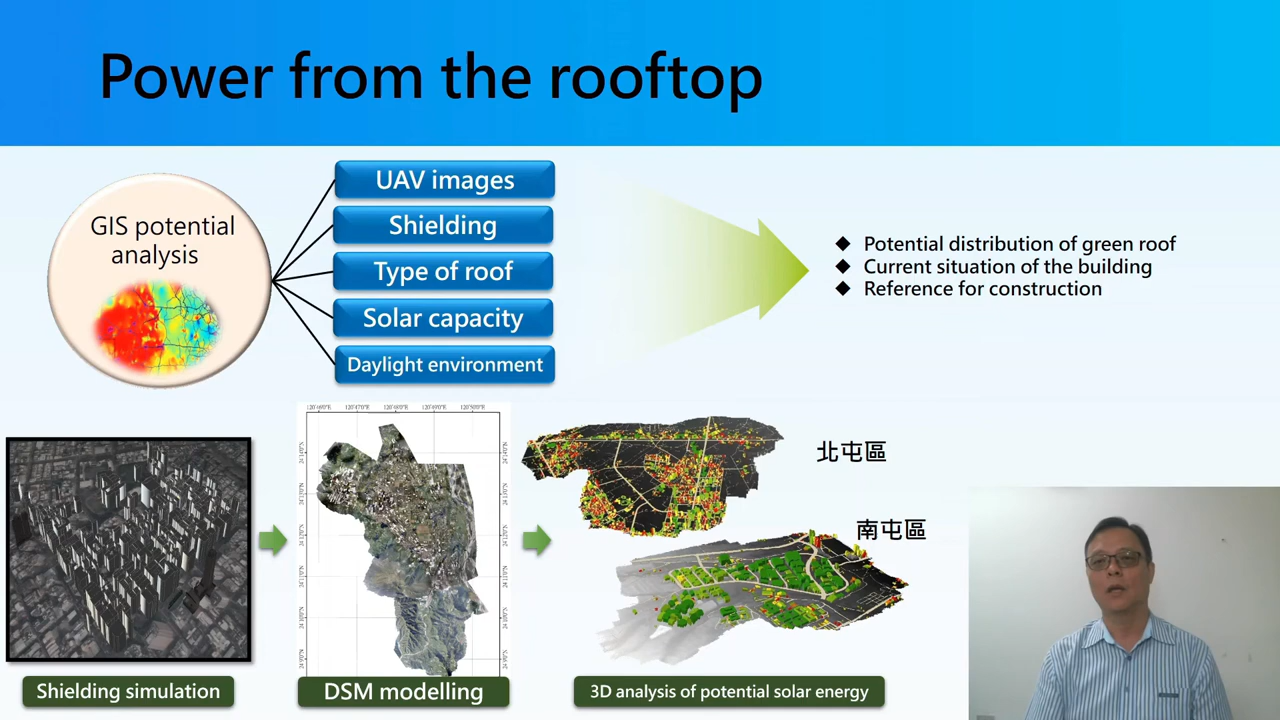 Power from the rooftop
GIS potential
analysis
UAV images
Shielding
Type of roof
Solar capacity
Daylight environment
◆ Potential distribution of green roof
◆ Current situation of the building
◆ Reference for construction
北屯區
南屯區
Shielding simulation
DSM modelling
3D analysis of potential solar energy